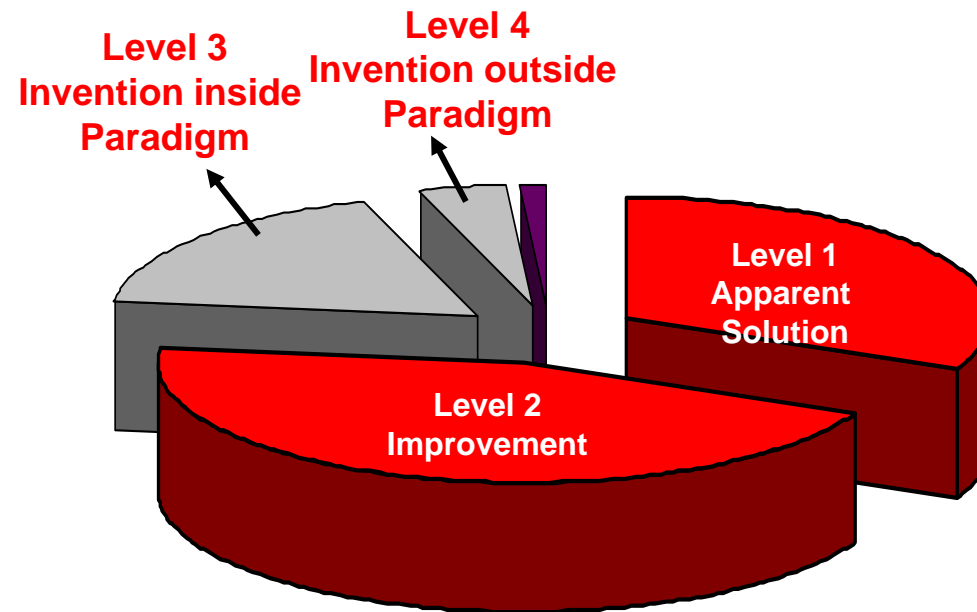 Level 3
Invention inside
Paradigm
Level 4
Invention outside
Paradigm
Level 1
Apparent
Solution
Level 2
Improvement